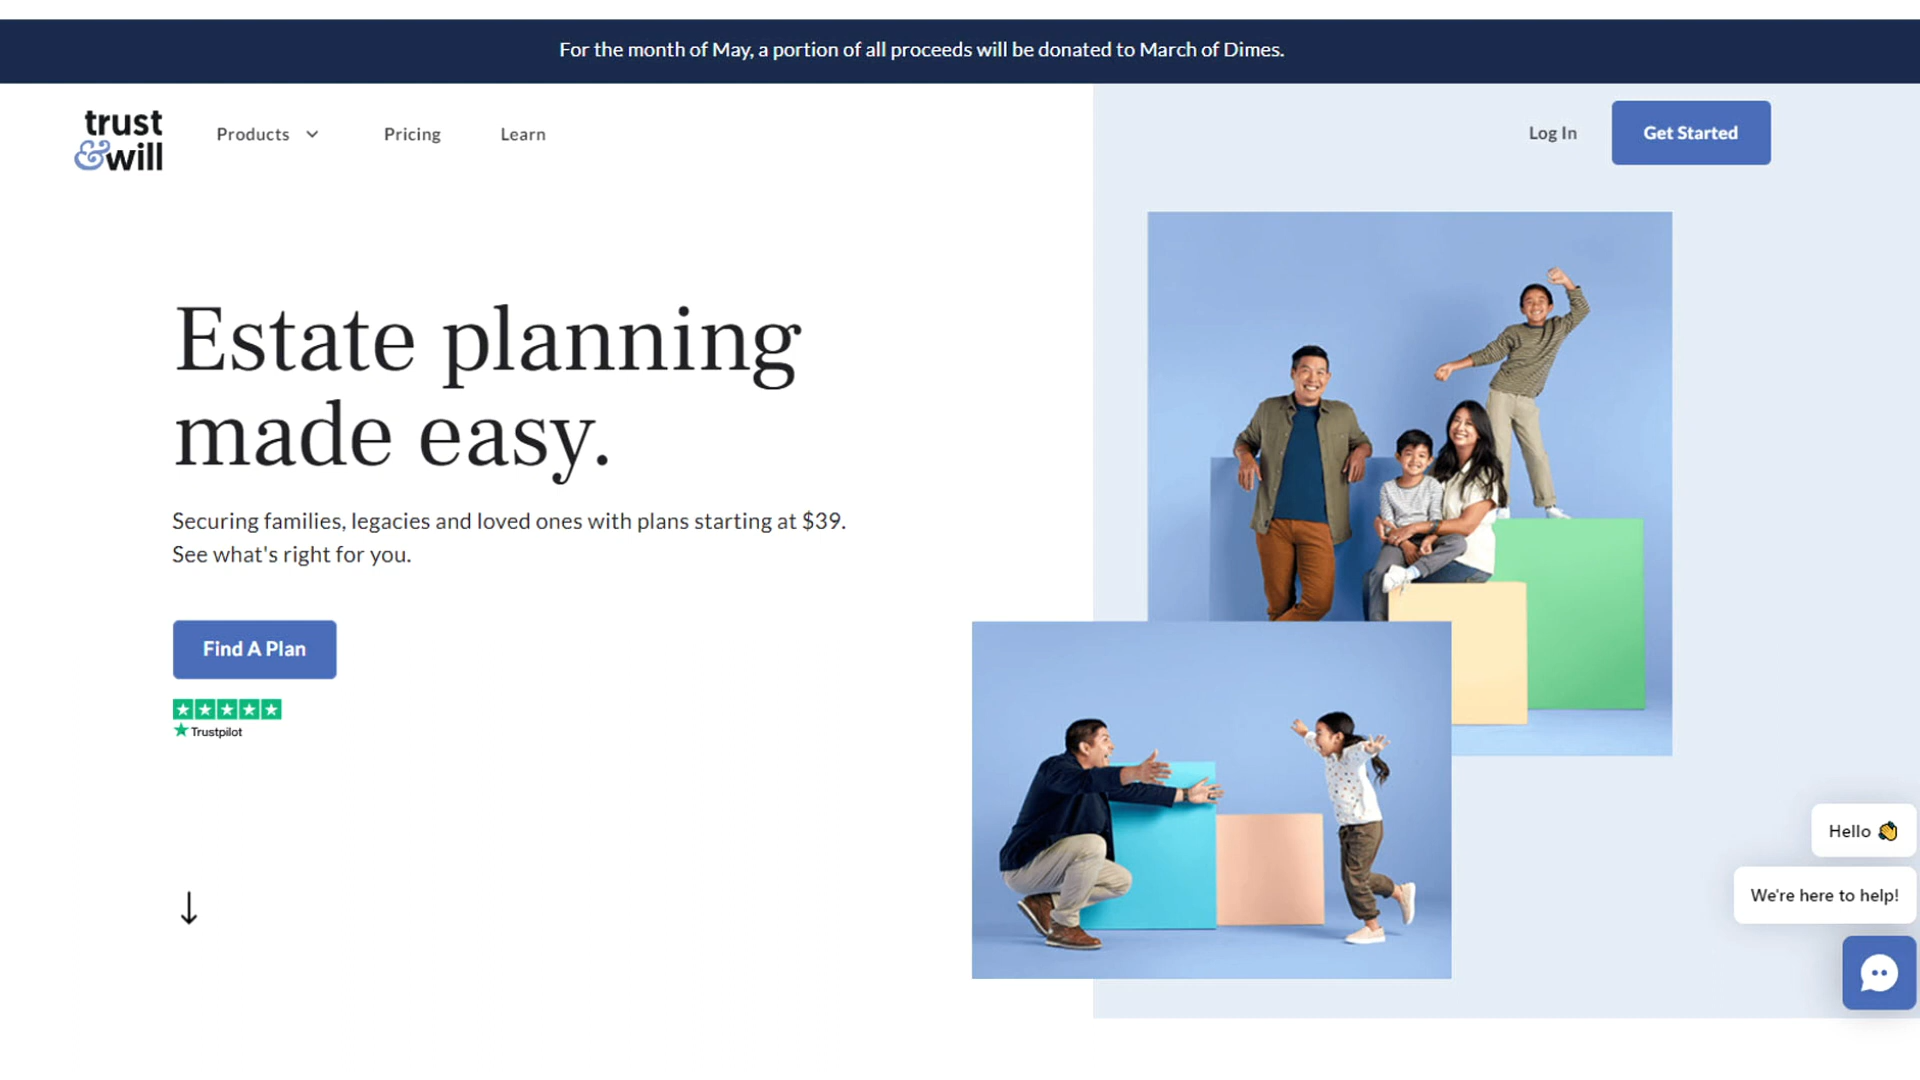 For the month of May, a portion of all proceeds will be donated to March of Dimes.
trust
&will
Products
Pricing
Learn
Log In
Get Started
Estate planning
made easy.
Securing families, legacies and loved ones with plans starting at $39.
See what's right for you.
Find A Plan
Trustpilot
Hello 👋
We're here to help!